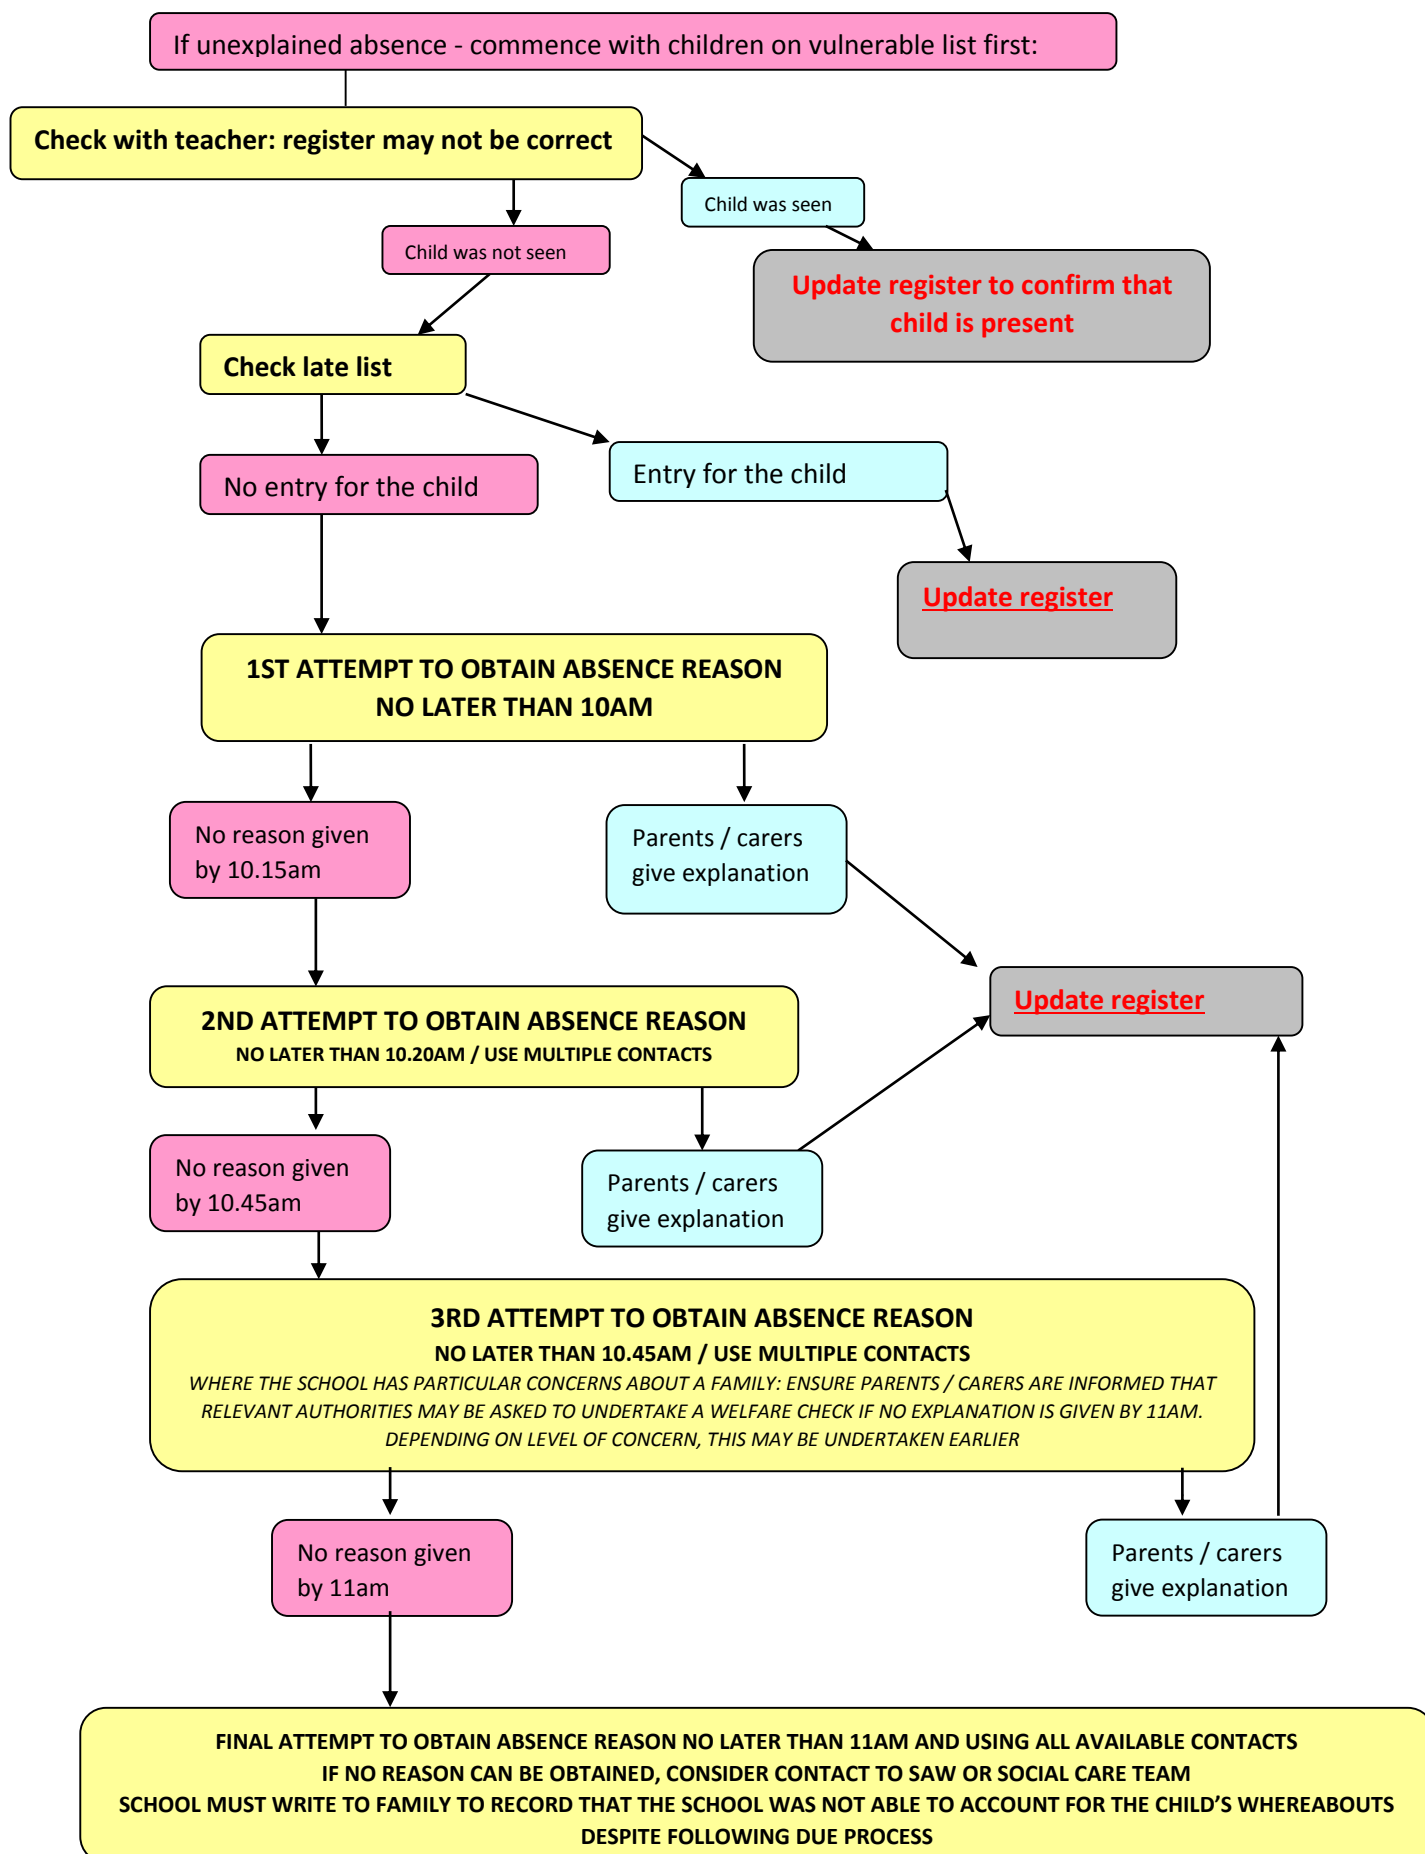 If unexplained absence - commence with children on vulnerable list first:
Check with teacher: register may not be correct
Child was seen
Child was not seen
Update register to confirm that
child is present
Check late list
No entry for the child
Entry for the child
Update register
1ST ATTEMPT TO OBTAIN ABSENCE REASON
NO LATER THAN 10AM
No reason given
by 10.15am
Parents / carers
give explanation
Update register
2ND ATTEMPT TO OBTAIN ABSENCE REASON
NO LATER THAN 10.20AM / USE MULTIPLE CONTACTS
No reason given
by 10.45am
Parents / carers
give explanation
3RD ATTEMPT TO OBTAIN ABSENCE REASON
NO LATER THAN 10.45AM / USE MULTIPLE CONTACTS
WHERE THE SCHOOL HAS PARTICULAR CONCERNS ABOUT A FAMILY: ENSURE PARENTS / CARERS ARE INFORMED THAT
RELEVANT AUTHORITIES MAY BE ASKED TO UNDERTAKE A WELFARE CHECK IF NO EXPLANATION IS GIVEN BY 11AM.
DEPENDING ON LEVEL OF CONCERN, THIS MAY BE UNDERTAKEN EARLIER
No reason given
by 11am
Parents / carers
give explanation
FINAL ATTEMPT TO OBTAIN ABSENCE REASON NO LATER THAN 11AM AND USING ALL AVAILABLE CONTACTS
IF NO REASON CAN BE OBTAINED, CONSIDER CONTACT TO SAW OR SOCIAL CARE TEAM
SCHOOL MUST WRITE TO FAMILY TO RECORD THAT THE SCHOOL WAS NOT ABLE TO ACCOUNT FOR THE CHILD'S WHEREABOUTS
DESPITE FOLLOWING DUE PROCESS